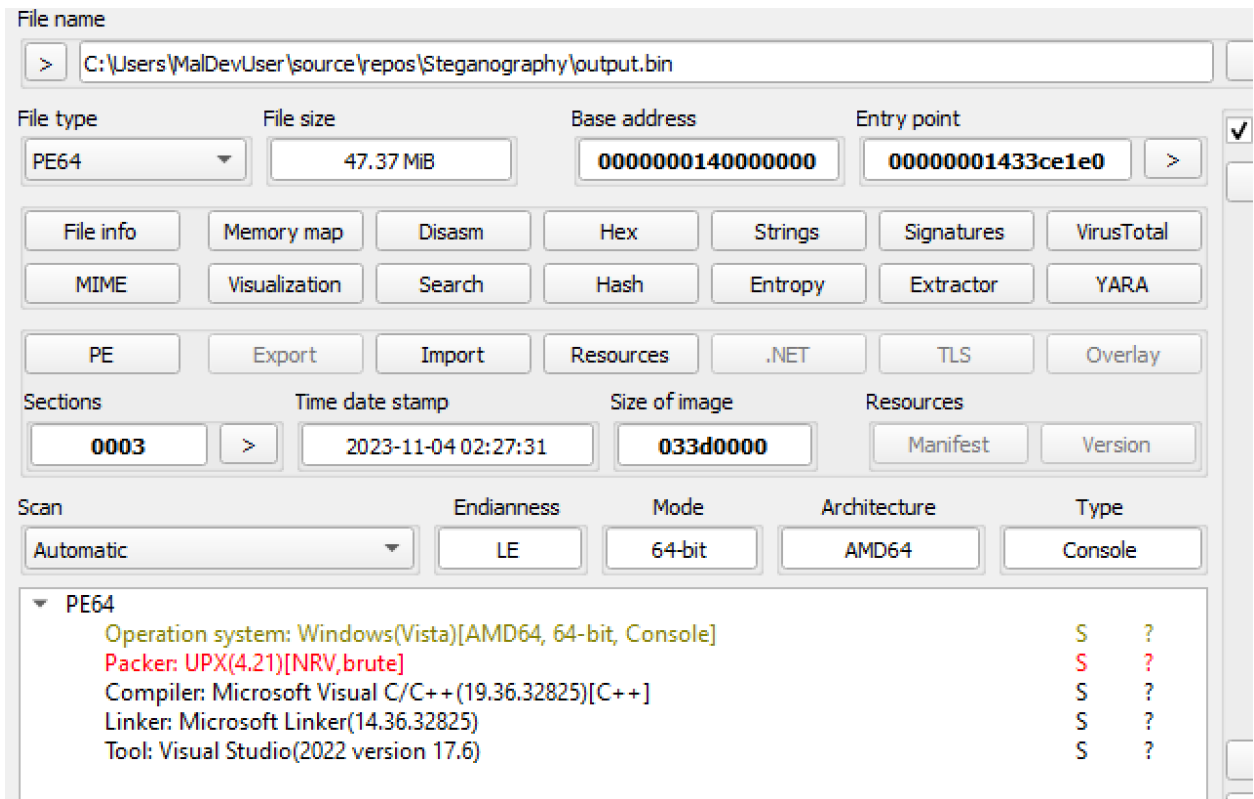 File name
> C:\Users\MalDevUser\source\repos\Steganography\output.bin
File type File size Base address Entry point
PE64 47.37 MiB 0000000140000000 00000001433ce1e0 >
File info Memory map Disasm Hex Strings Signatures VirusTotal
MIME Visualization Search Hash Entropy Extractor YARA
PE Export Import Resources .NET TLS Overlay
Sections Time date stamp Size of image Resources
0003 > 2023-11-04 02:27:31 033d0000 Manifest Version
Scan Endianness Mode Architecture Type
Automatic LE 64-bit AMD64 Console
PE64
Operation system: Windows(Vista)[AMD64, 64-bit, Console] S ?
Packer: UPX(4.21)[NRV,brute] S ?
Compiler: Microsoft Visual C/C++(19.36.32825)[C++] S ?
Linker: Microsoft Linker(14.36.32825) S ?
Tool: Visual Studio(2022 version 17.6) S ?